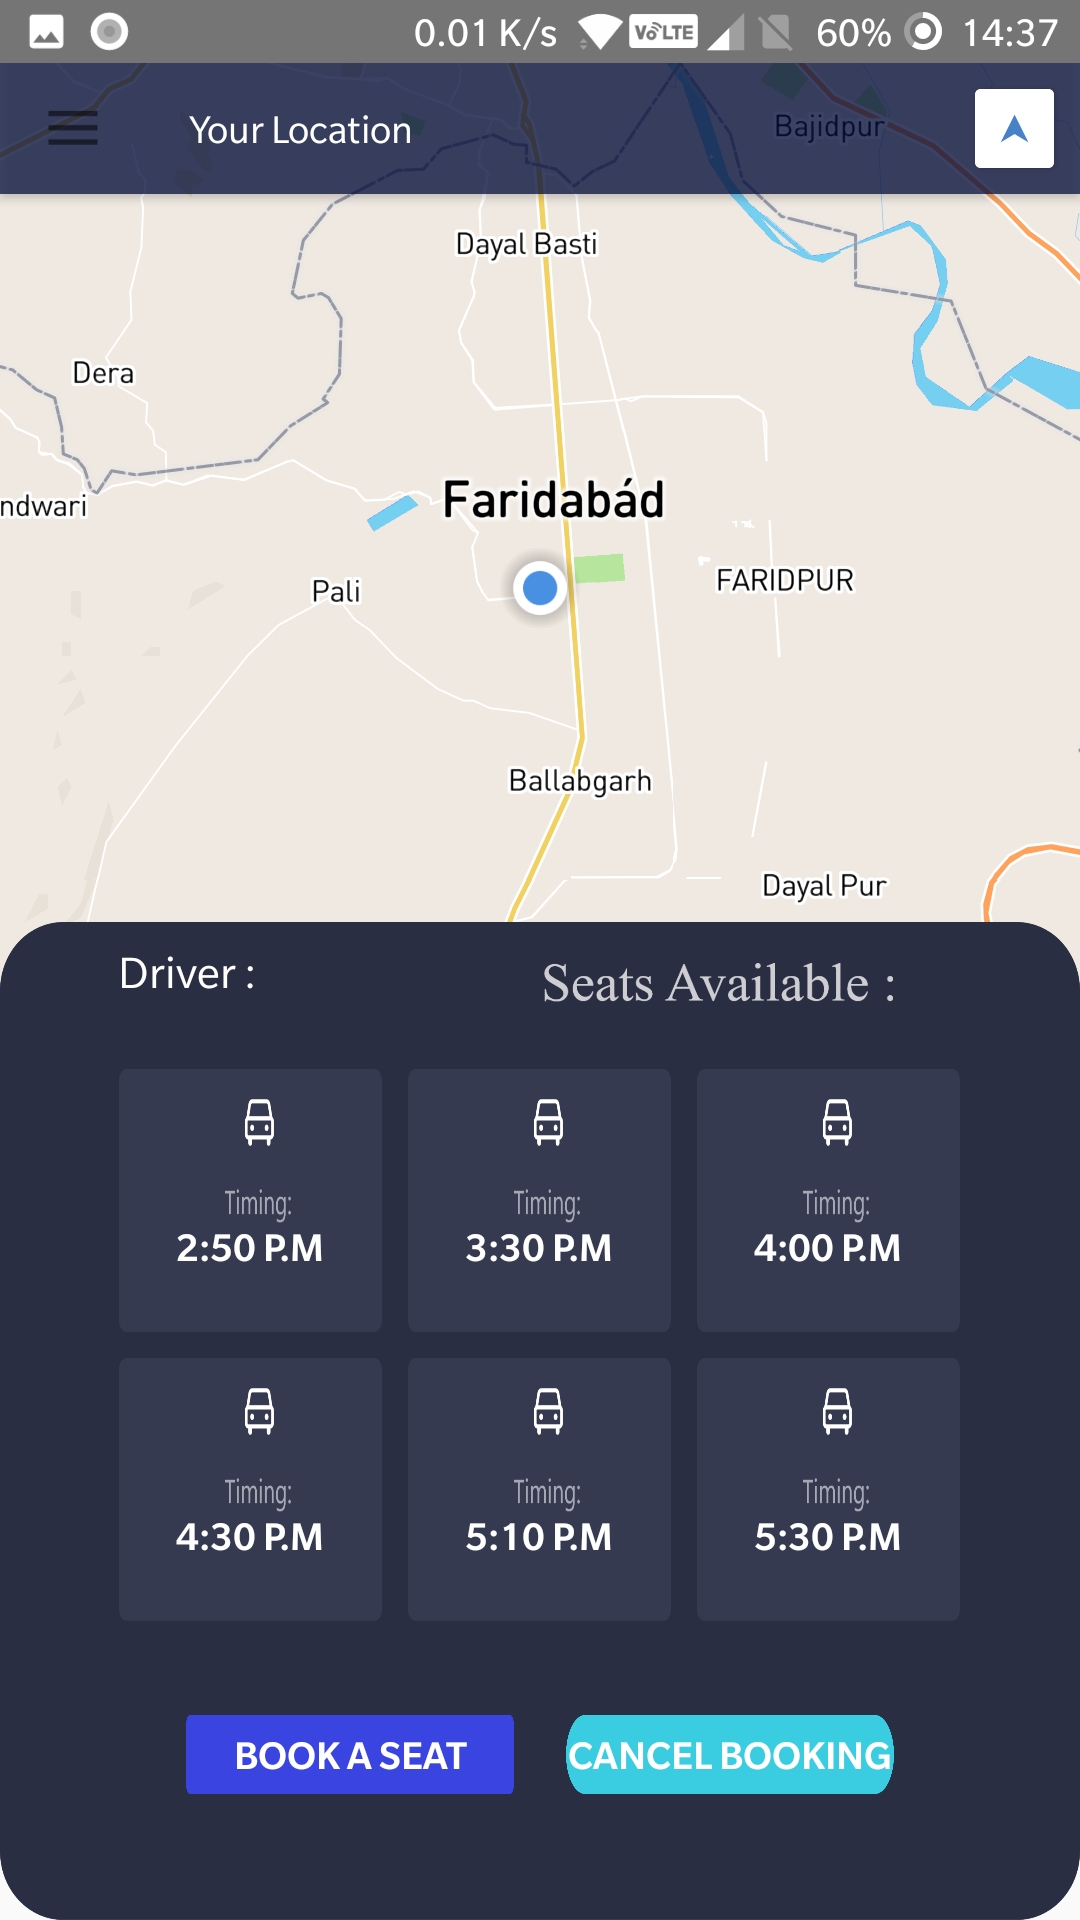 0.01 K/s VoLTE 60% 14:37
Your Location
Bajidpur
Dayal Basti
Dera
ndwari
Faridabád
Pali
FARIDPUR
Ballabgarh
Dayal Pur
Driver : Seats Available :
Timing: Timing: Timing:
2:50 P.M 3:30 P.M 4:00 P.M
Timing: Timing: Timing:
4:30 P.M 5:10 P.M 5:30 P.M
BOOK A SEAT CANCEL BOOKING